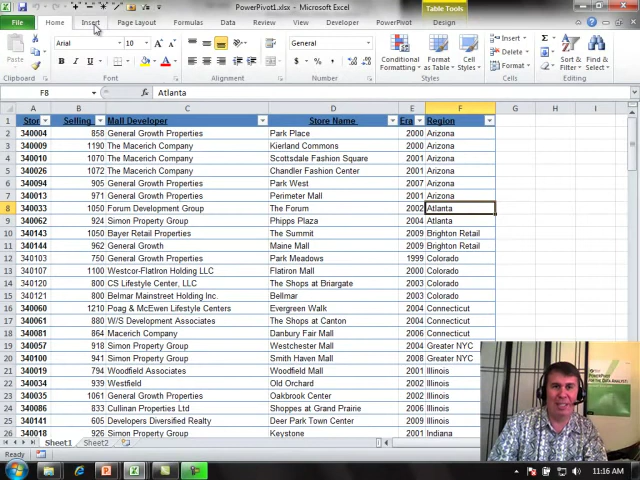 PowerPivot1.xlsx - Microsoft Excel
Table Tools
File Home Insert Page Layout Formulas Data Review View Developer PowerPivot Design
Arial 10 General
Paste
Conditional Formatting Format as Table Cell Styles
Insert
Delete
Format
Sort & Filter Find & Select
Clipboard Font Alignment Number Styles Cells Editing
F8 fx Atlanta
A B C D E F G H I J
1 Stor Selling Mall Developer Store Name Era Region
2 340004 858 General Growth Properties Park Place 2000 Arizona
3 340009 1190 The Macerich Company Kierland Commons 2000 Arizona
4 340010 1070 The Macerich Company Scottsdale Fashion Square 2001 Arizona
5 340026 1072 The Macerich Company Chandler Fashion Center 2001 Arizona
6 340094 905 General Growth Properties Park West 2007 Arizona
7 340013 971 General Growth Properties Perimeter Mall 2001 Arizona
8 340033 1050 Forum Development Group The Forum 2002 Atlanta
9 340062 924 Simon Property Group Phipps Plaza 2004 Atlanta
10 340143 1050 Bayer Retail Properties The Summit 2009 Brighton Retail
11 340144 962 General Growth Maine Mall 2009 Brighton Retail
12 340103 750 General Growth Properties Park Meadows 1999 Colorado
13 340107 1100 Westcor-FlatIron Holding LLC Flatiron Mall 2000 Colorado
14 340120 800 CS Lifestyle Center, LLC The Shops at Briargate 2003 Colorado
15 340121 800 Belmar Mainstreet Holding Inc. Bellmar 2004 Colorado
16 340060 1210 Poag & McEwen Lifestyle Centers Evergreen Walk 2004 Connecticut
17 340061 880 W/S Development Associates The Shops at Canton 2004 Connecticut
18 340081 864 Macerich Company Danbury Fair Mall 2006 Connecticut
19 340057 918 Simon Property Group Westchester Mall 2004 Greater NYC
20 340100 941 Simon Property Group Smith Haven Mall 2008 Greater NYC
21 340019 794 Woodfield Associates Woodfield Mall 2001 Illinois
22 340034 939 Westfield Old Orchard 2002 Illinois
23 340035 1061 General Growth Properties Oakbrook Center 2002 Illinois
24 340086 833 Cullinan Properties Ltd Shoppes at Grand Prairie 2006 Illinois
25 340141 605 Developers Diversified Realty Deer Park Town Center 2009 Illinois
26 340018 926 Simon Property Group Keystone 2001 Indiana
Sheet1 Sheet2
Ready
11:16 AM